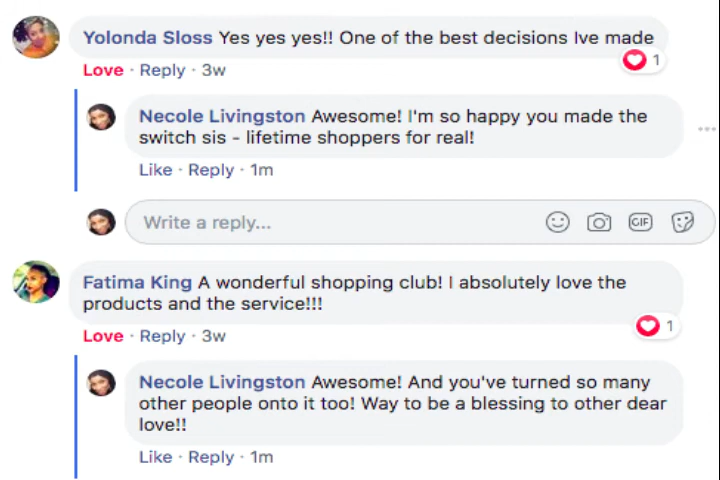 Yolonda Sloss Yes yes yes!! One of the best decisions Ive made
1
Love · Reply · 3w
Necole Livingston Awesome! I'm so happy you made the
switch sis - lifetime shoppers for real!
Like · Reply · 1m
Write a reply...
GIF
Fatima King A wonderful shopping club! I absolutely love the
products and the service!!!
1
Love · Reply · 3w
Necole Livingston Awesome! And you've turned so many
other people onto it too! Way to be a blessing to other dear
love!!
Like · Reply · 1m